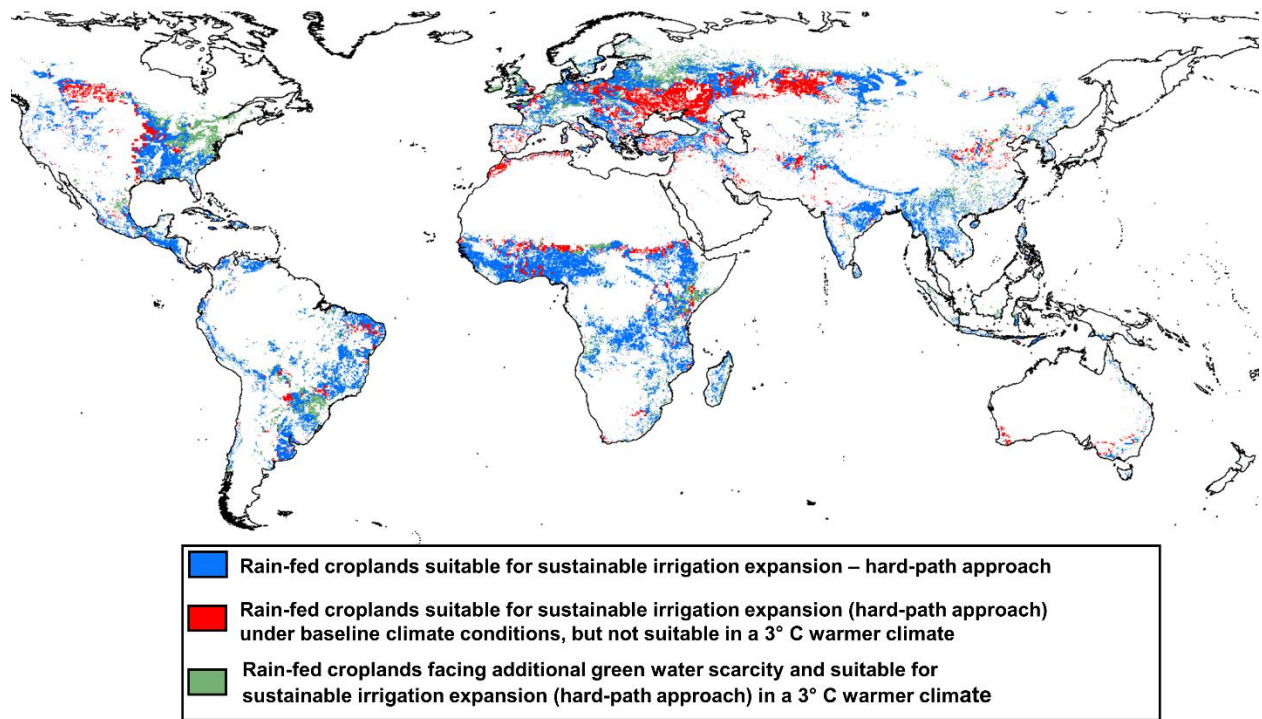 Rain-fed croplands suitable for sustainable irrigation expansion – hard-path approach
Rain-fed croplands suitable for sustainable irrigation expansion (hard-path approach)
under baseline climate conditions, but not suitable in a 3° C warmer climate
Rain-fed croplands facing additional green water scarcity and suitable for
sustainable irrigation expansion (hard-path approach) in a 3° C warmer climate